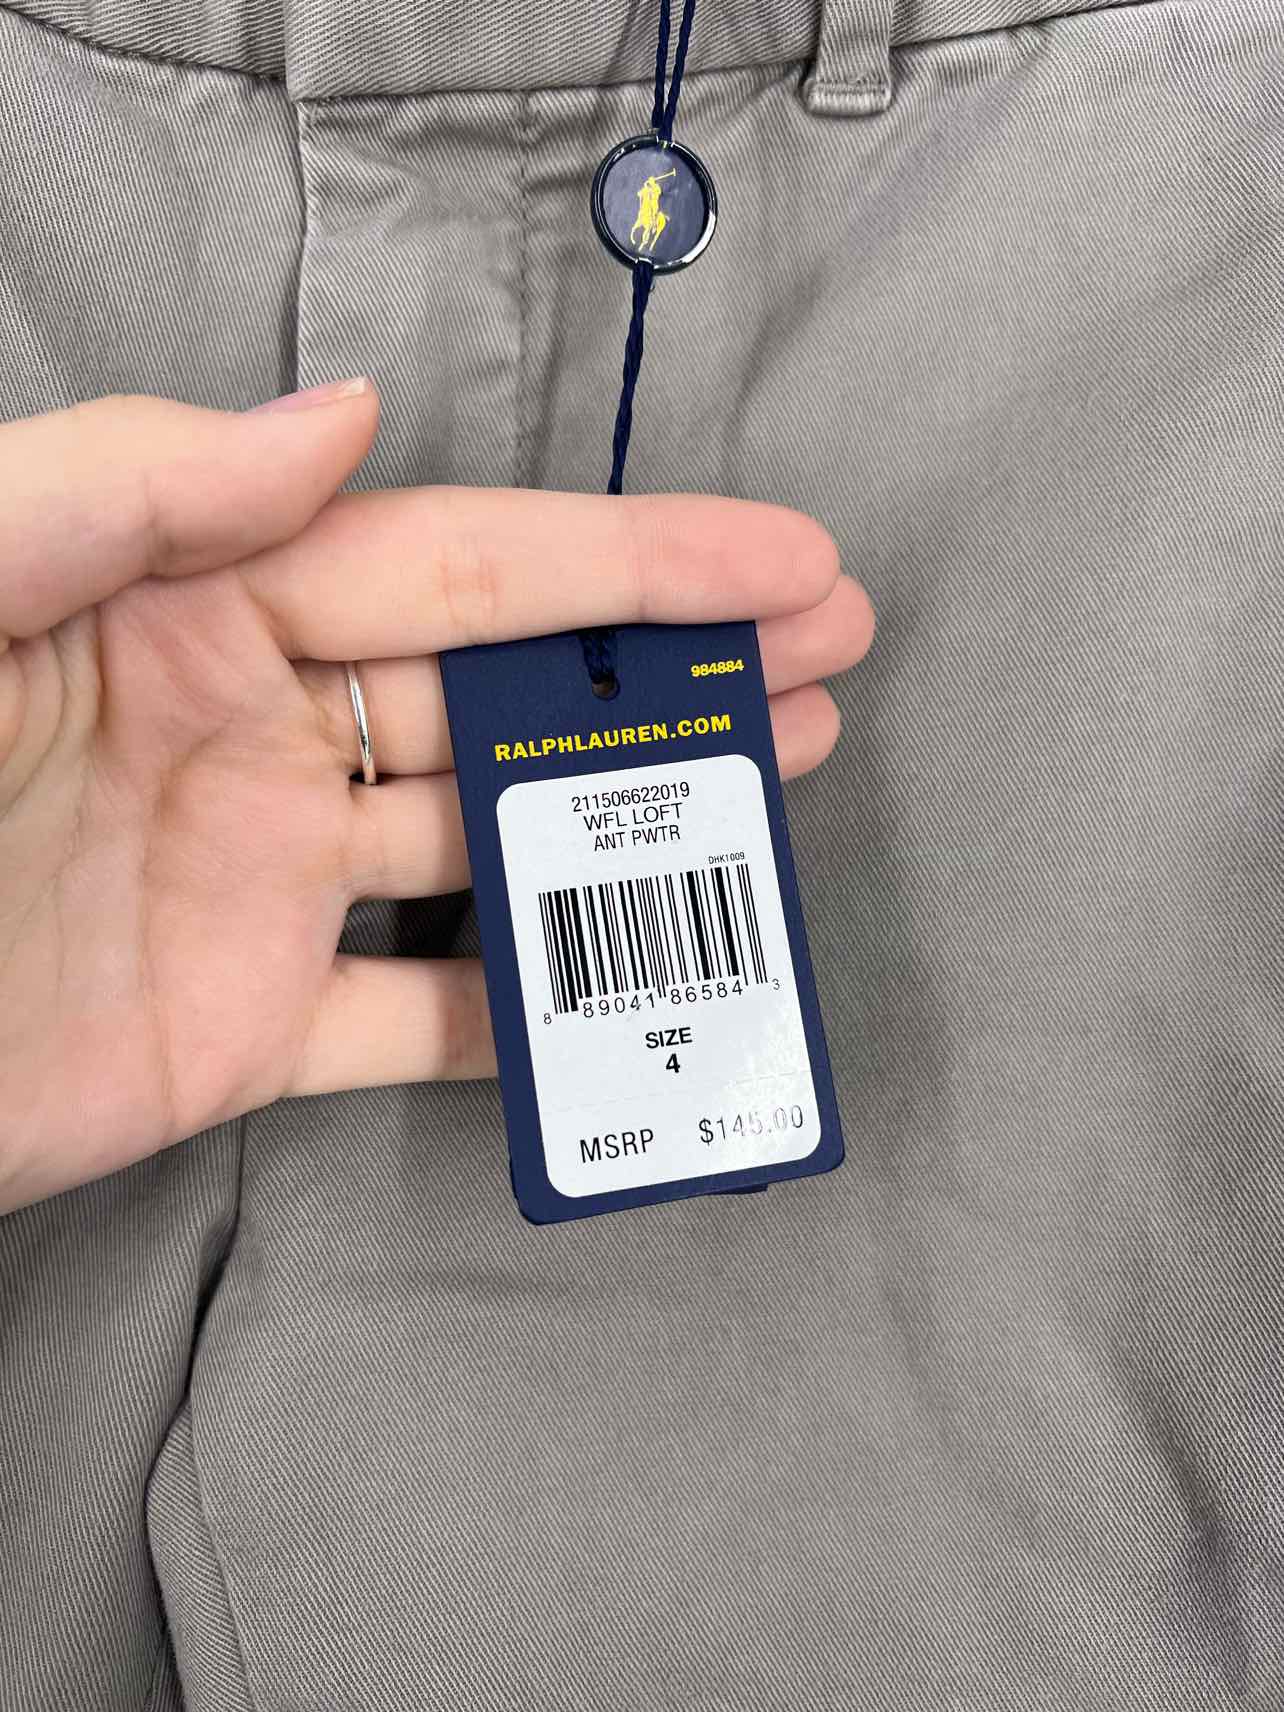 984884
RALPHLAUREN.COM
211506622019
WFL LOFT
ANT PWTR
DHK1009
8 89041 86584 3
SIZE
4
MSRP $145.00